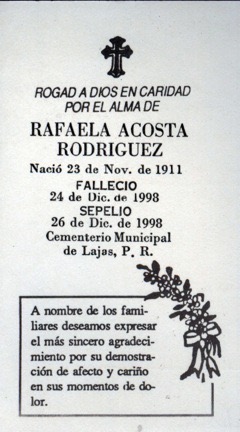 ROGAD A DIOS EN CARIDAD
POR EL ALMA DE
RAFAELA ACOSTA
RODRIGUEZ
Nació 23 de Nov. de 1911
FALLECIO
24 de Dic. de 1998
SEPELIO
26 de Dic. de 1998
Cementerio Municipal
de Lajas, P. R.
A nombre de los fami-
liares deseamos expresar
el más sincero agradeci-
miento por su demostra-
ción de afecto y cariño
en sus momentos de do-
lor.